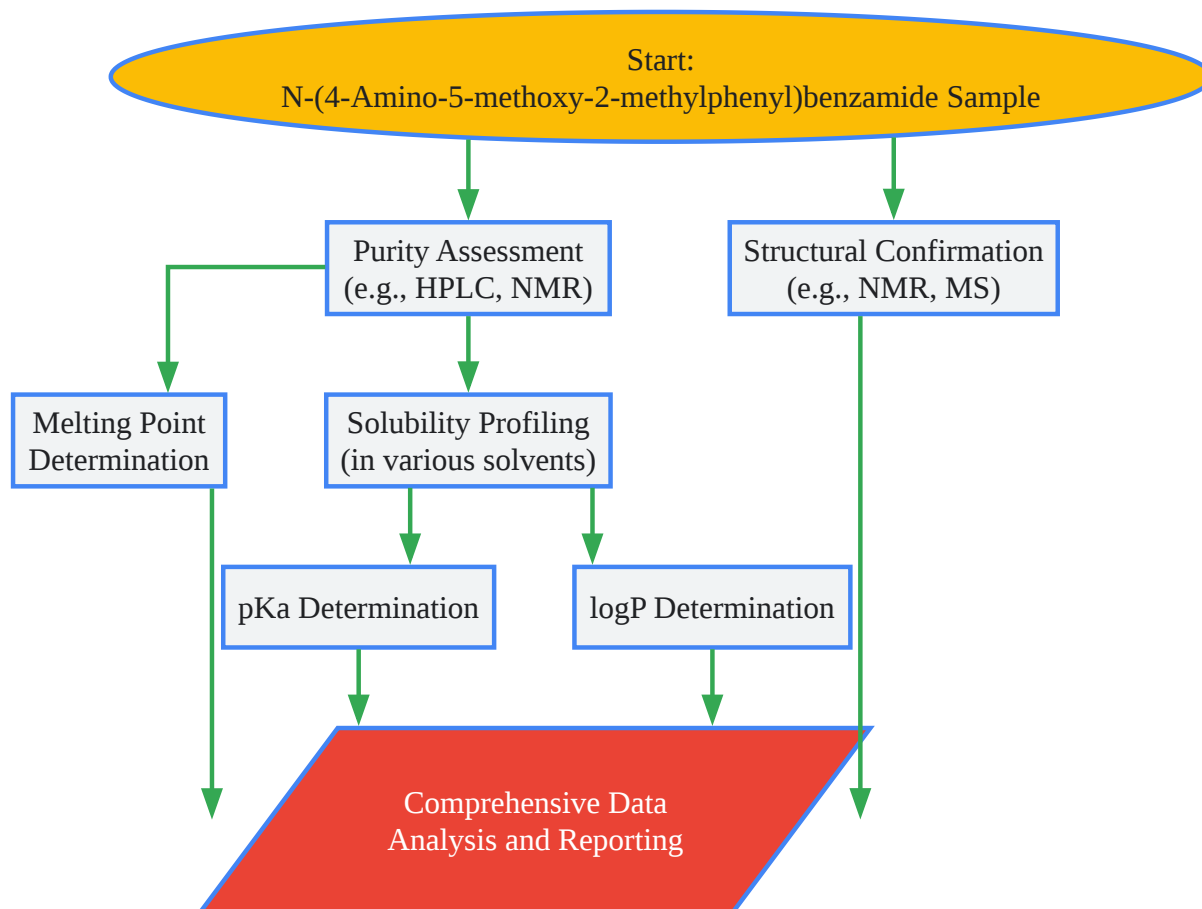 Start:
N-(4-Amino-5-methoxy-2-methylphenyl)benzamide Sample
Purity Assessment
(e.g., HPLC, NMR)
Structural Confirmation
(e.g., NMR, MS)
Melting Point
Determination
Solubility Profiling
(in various solvents)
pKa Determination
logP Determination
Comprehensive Data
Analysis and Reporting